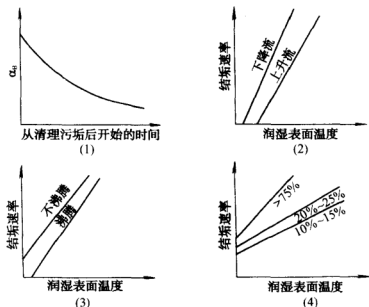 α₈
从清理污垢后开始的时间
(1)
结垢速率
下降流
上升流
润湿表面温度
(2)
结垢速率
不沸腾
沸腾
润湿表面温度
(3)
结垢速率
>75%
20%~25%
10%~15%
润湿表面温度
(4)